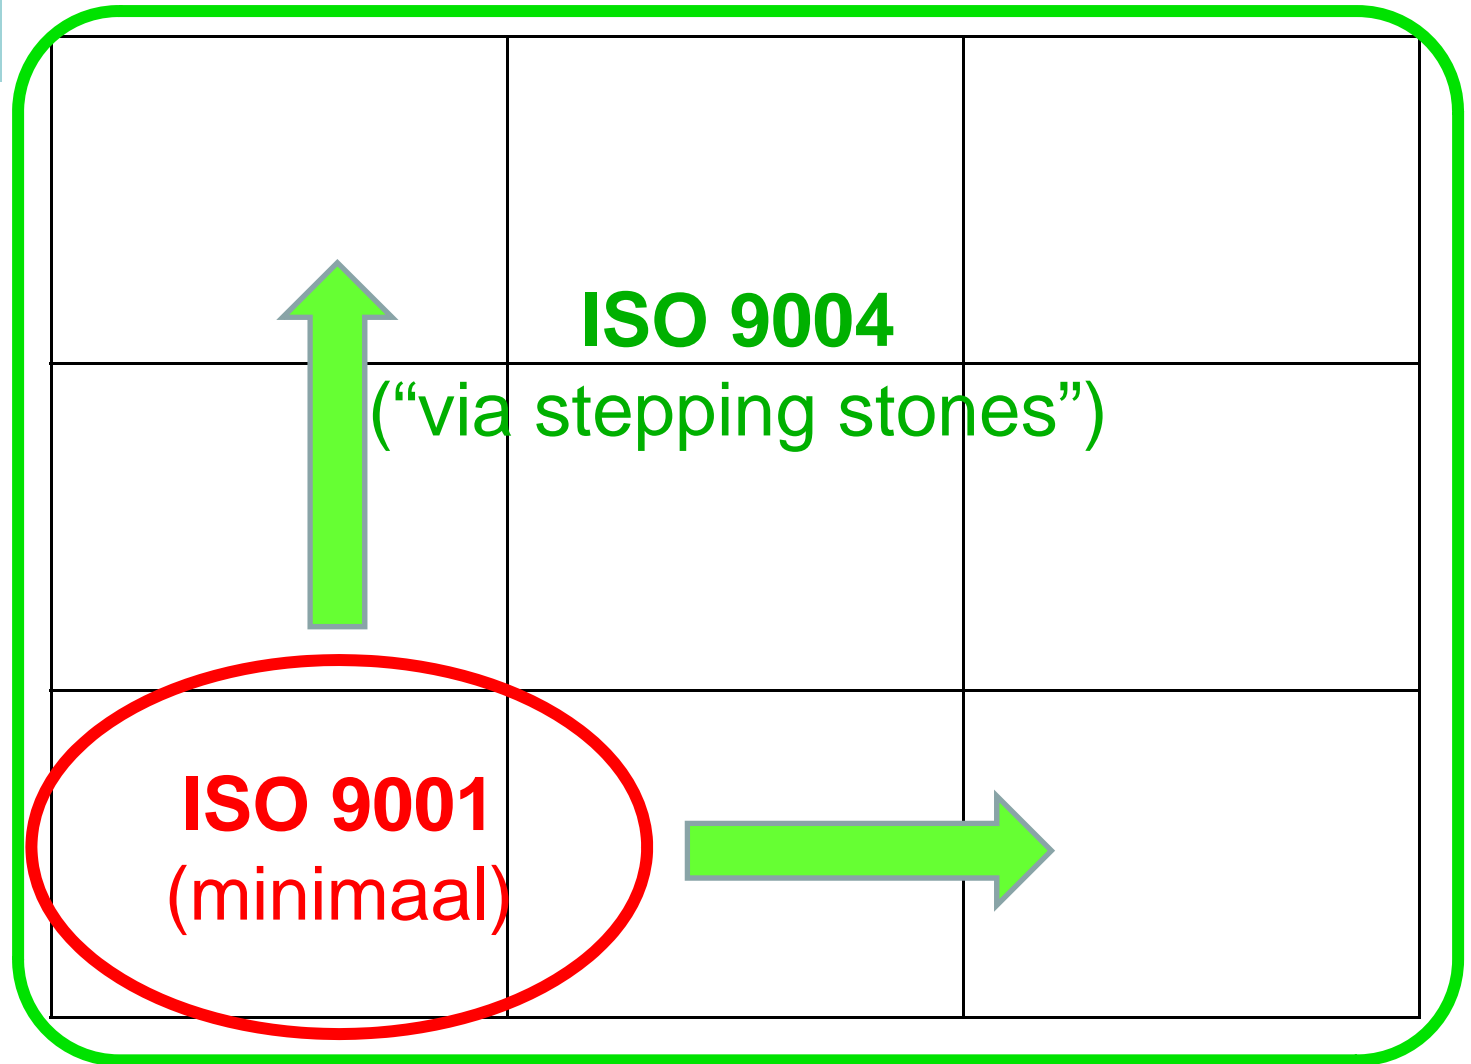 ISO 9004
(“via stepping stones”)
ISO 9001
(minimaal)